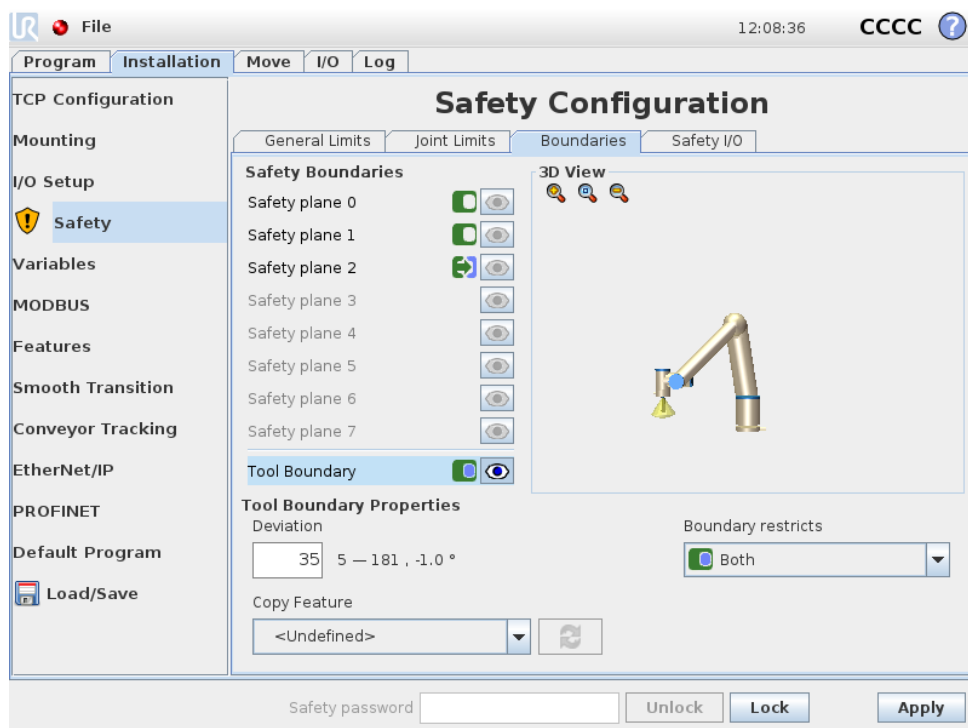 UR File 12:08:36 CCCC ?
Program Installation Move I/O Log
TCP Configuration
Mounting
I/O Setup
Safety
Variables
MODBUS
Features
Smooth Transition
Conveyor Tracking
EtherNet/IP
PROFINET
Default Program
Load/Save
Safety Configuration
General Limits Joint Limits Boundaries Safety I/O
Safety Boundaries
Safety plane 0
Safety plane 1
Safety plane 2
Safety plane 3
Safety plane 4
Safety plane 5
Safety plane 6
Safety plane 7
Tool Boundary
3D View
Tool Boundary Properties
Deviation
35 5 — 181 , -1.0 °
Boundary restricts
Both
Copy Feature
<Undefined>
Safety password Unlock Lock Apply